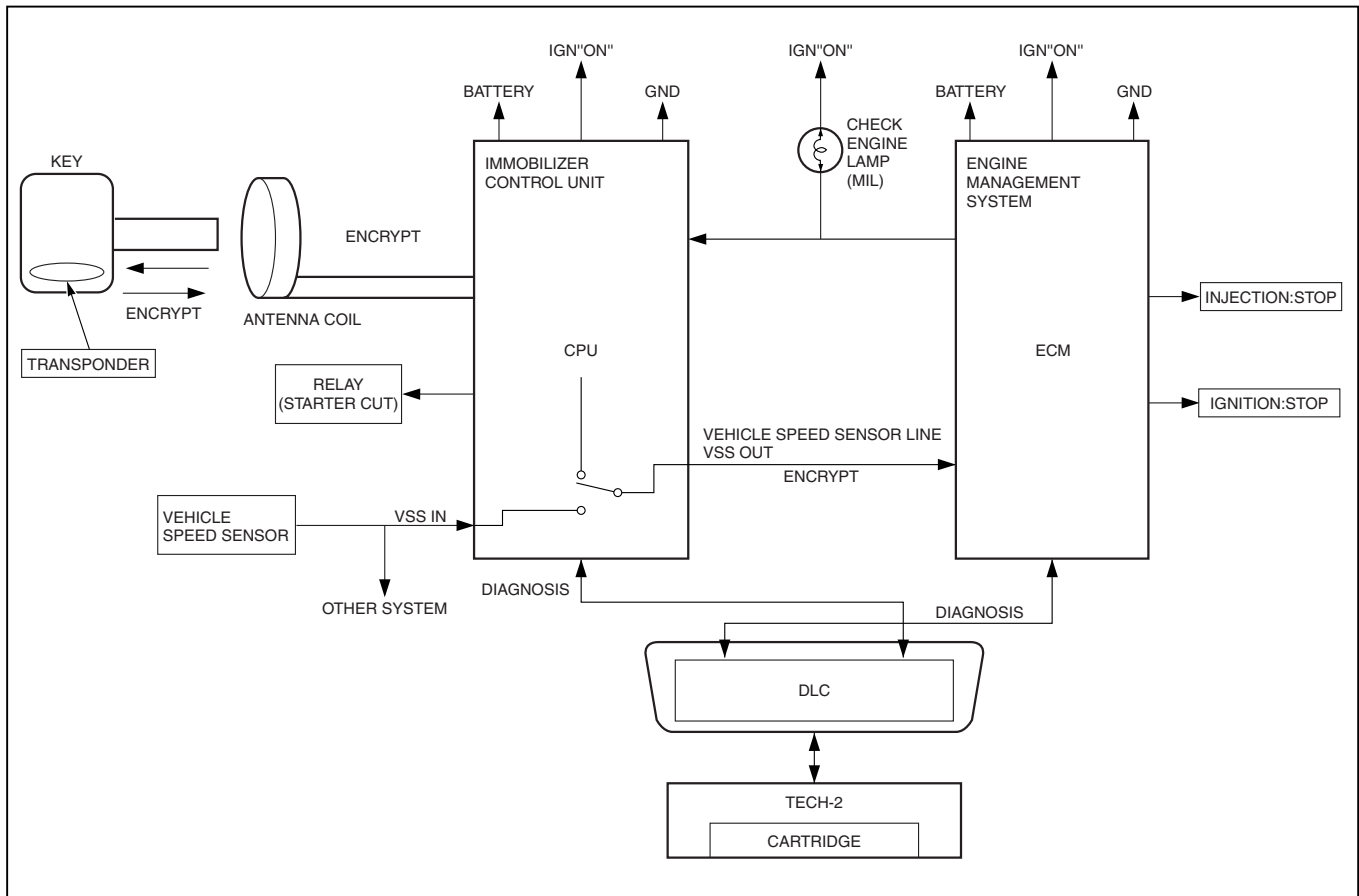 IGN"ON"
IGN"ON"
IGN"ON"
BATTERY
GND
BATTERY
GND
KEY
IMMOBILIZER
CONTROL UNIT
CHECK
ENGINE
LAMP
(MIL)
ENGINE
MANAGEMENT
SYSTEM
ENCRYPT
ENCRYPT
ANTENNA COIL
TRANSPONDER
INJECTION:STOP
CPU
ECM
RELAY
(STARTER CUT)
IGNITION:STOP
VEHICLE SPEED SENSOR LINE
VSS OUT
ENCRYPT
VEHICLE
SPEED SENSOR
VSS IN
OTHER SYSTEM
DIAGNOSIS
DIAGNOSIS
DLC
TECH-2
CARTRIDGE